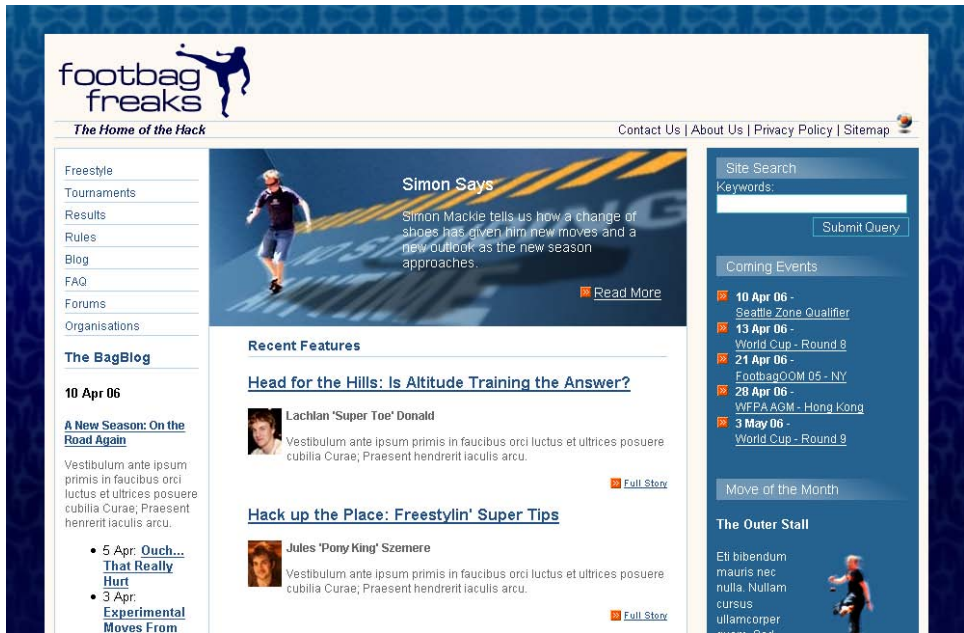 footbag
freaks
The Home of the Hack
Contact Us | About Us | Privacy Policy | Sitemap
Freestyle
Tournaments
Results
Rules
Blog
FAQ
Forums
Organisations
The BagBlog
10 Apr 06
A New Season: On the
Road Again
Vestibulum ante ipsum
primis in faucibus orci
luctus et ultrices posuere
cubilia Curae; Praesent
henrerit iaculis arcu.
• 5 Apr: Ouch...
That Really
Hurt
• 3 Apr:
Experimental
Moves From
Simon Says
Simon Mackie tells us how a change of
shoes has given him new moves and a
new outlook as the new season
approaches.
Read More
Recent Features
Head for the Hills: Is Altitude Training the Answer?
Lachlan 'Super Toe' Donald
Vestibulum ante ipsum primis in faucibus orci luctus et ultrices posuere
cubilia Curae; Praesent hendrerit iaculis arcu.
Full Story
Hack up the Place: Freestylin' Super Tips
Jules 'Pony King' Szemere
Vestibulum ante ipsum primis in faucibus orci luctus et ultrices posuere
cubilia Curae; Praesent hendrerit iaculis arcu.
Full Story
Site Search
Keywords:
Submit Query
Coming Events
10 Apr 06 -
Seattle Zone Qualifier
13 Apr 06 -
World Cup - Round 8
21 Apr 06 -
FootbagOOM 05 - NY
28 Apr 06 -
WFPA AGM - Hong Kong
3 May 06 -
World Cup - Round 9
Move of the Month
The Outer Stall
Eti bibendum
mauris nec
nulla. Nullam
cursus
ullamcorper